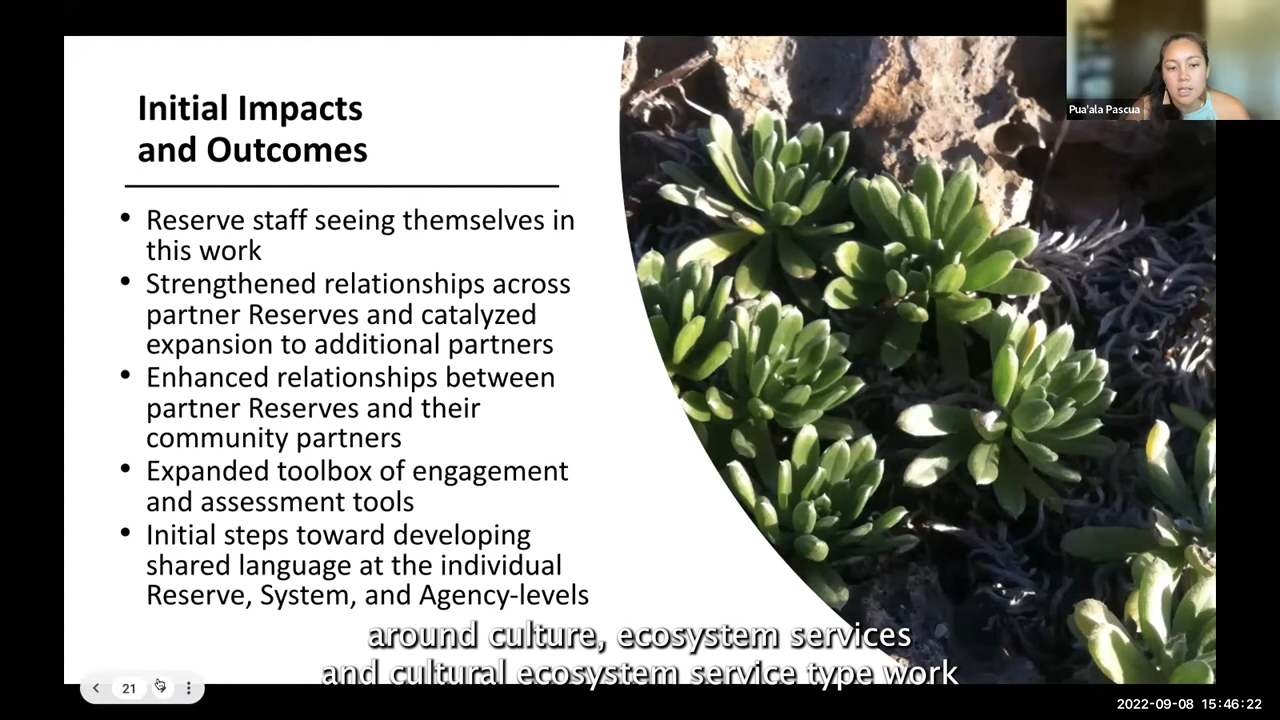 Pua'ala Pascua
Initial Impacts
and Outcomes
• Reserve staff seeing themselves in
this work
• Strengthened relationships across
partner Reserves and catalyzed
expansion to additional partners
• Enhanced relationships between
partner Reserves and their
community partners
• Expanded toolbox of engagement
and assessment tools
• Initial steps toward developing
shared language at the individual
Reserve, System, and Agency-levels
around culture, ecosystem services
and cultural ecosystem service type work
21
2022-09-08 15:46:22